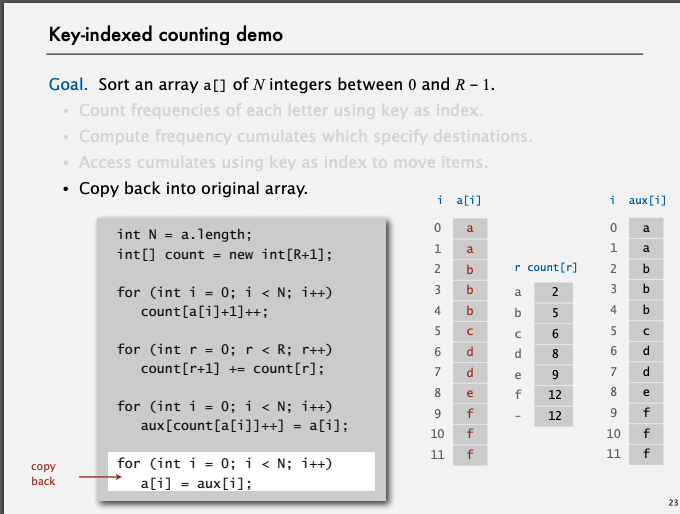 Key-indexed counting demo
Goal. Sort an array a[] of N integers between 0 and R − 1.
• Count frequencies of each letter using key as index.
• Compute frequency cumulates which specify destinations.
• Access cumulates using key as index to move items.
• Copy back into original array.
int N = a.length;
int[] count = new int[R+1];
for (int i = 0; i < N; i++)
count[a[i]+1]++;
for (int r = 0; r < R; r++)
count[r+1] += count[r];
for (int i = 0; i < N; i++)
aux[count[a[i]]++] = a[i];
for (int i = 0; i < N; i++)
a[i] = aux[i];
copy
back
i a[i]
0 a
1 a
2 b
3 b
4 b
5 c
6 d
7 d
8 e
9 f
10 f
11 f
r count[r]
a 2
b 5
c 6
d 8
e 9
f 12
- 12
i aux[i]
0 a
1 a
2 b
3 b
4 b
5 c
6 d
7 d
8 e
9 f
10 f
11 f
23